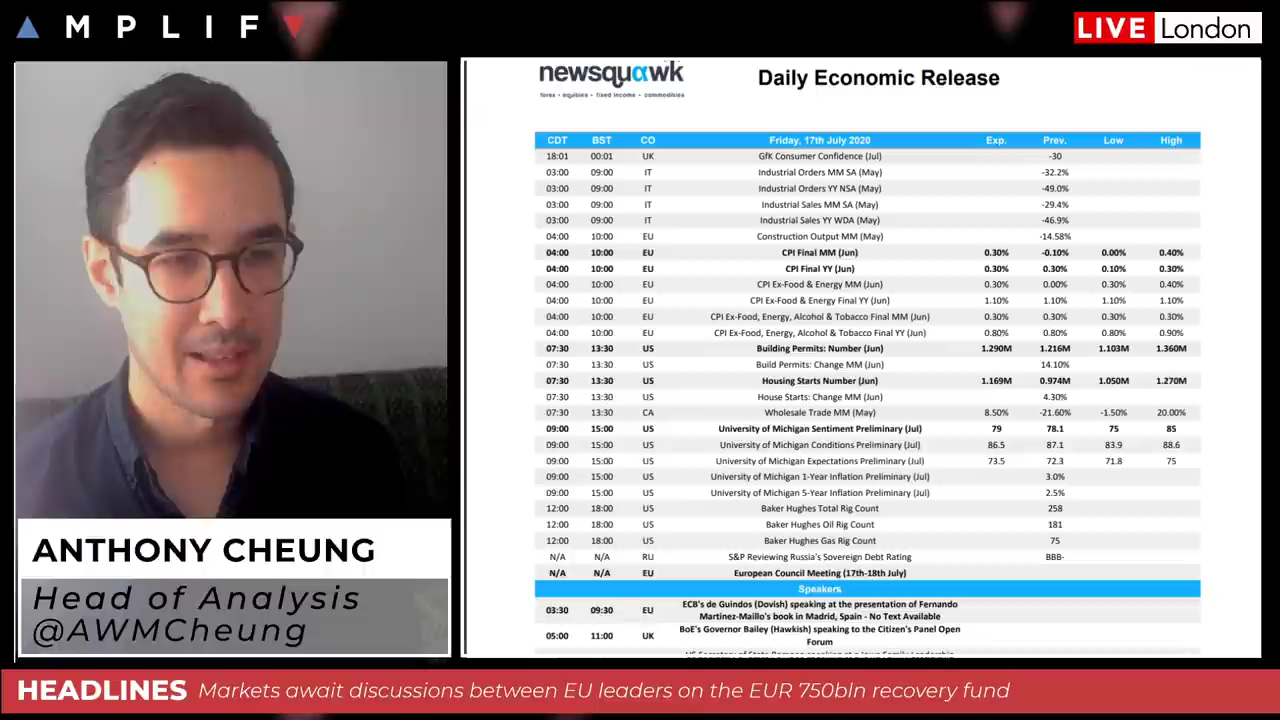 AMPLIFY
LIVE London
newsquawk
forex - equities - fixed income - commodities
Daily Economic Release
CDT BST CO Friday, 17th July 2020 Exp. Prev. Low High
18:01 00:01 UK GfK Consumer Confidence (Jul) -30
03:00 09:00 IT Industrial Orders MM SA (May) -32.2%
03:00 09:00 IT Industrial Orders YY NSA (May) -49.0%
03:00 09:00 IT Industrial Sales MM SA (May) -29.4%
03:00 09:00 IT Industrial Sales YY WDA (May) -46.9%
04:00 10:00 EU Construction Output MM (May) -14.58%
04:00 10:00 EU CPI Final MM (Jun) 0.30% -0.10% 0.00% 0.40%
04:00 10:00 EU CPI Final YY (Jun) 0.30% 0.30% 0.10% 0.30%
04:00 10:00 EU CPI Ex-Food & Energy MM (Jun) 0.30% 0.00% 0.30% 0.40%
04:00 10:00 EU CPI Ex-Food & Energy Final YY (Jun) 1.10% 1.10% 1.10% 1.10%
04:00 10:00 EU CPI Ex-Food, Energy, Alcohol & Tobacco Final MM (Jun) 0.30% 0.30% 0.30% 0.30%
04:00 10:00 EU CPI Ex-Food, Energy, Alcohol & Tobacco Final YY (Jun) 0.80% 0.80% 0.80% 0.90%
07:30 13:30 US Building Permits: Number (Jun) 1.290M 1.216M 1.103M 1.360M
07:30 13:30 US Build Permits: Change MM (Jun) 14.10%
07:30 13:30 US Housing Starts Number (Jun) 1.169M 0.974M 1.050M 1.270M
07:30 13:30 US House Starts: Change MM (Jun) 4.30%
07:30 13:30 CA Wholesale Trade MM (May) 8.50% -21.60% -1.50% 20.00%
09:00 15:00 US University of Michigan Sentiment Preliminary (Jul) 79 78.1 75 85
09:00 15:00 US University of Michigan Conditions Preliminary (Jul) 86.5 87.1 83.9 88.6
09:00 15:00 US University of Michigan Expectations Preliminary (Jul) 73.5 72.3 71.8 75
09:00 15:00 US University of Michigan 1-Year Inflation Preliminary (Jul) 3.0%
09:00 15:00 US University of Michigan 5-Year Inflation Preliminary (Jul) 2.5%
12:00 18:00 US Baker Hughes Total Rig Count 258
12:00 18:00 US Baker Hughes Oil Rig Count 181
12:00 18:00 US Baker Hughes Gas Rig Count 75
N/A N/A RU S&P Reviewing Russia's Sovereign Debt Rating BBB-
N/A N/A EU European Council Meeting (17th-18th July)
Speakers
03:30 09:30 EU ECB's de Guindos (Dovish) speaking at the presentation of Fernando
Martinez-Maillo's book in Madrid, Spain - No Text Available
05:00 11:00 UK BoE's Governor Bailey (Hawkish) speaking to the Citizen's Panel Open
Forum
ANTHONY CHEUNG
Head of Analysis
@AWMCheung
HEADLINES Markets await discussions between EU leaders on the EUR 750bln recovery fund